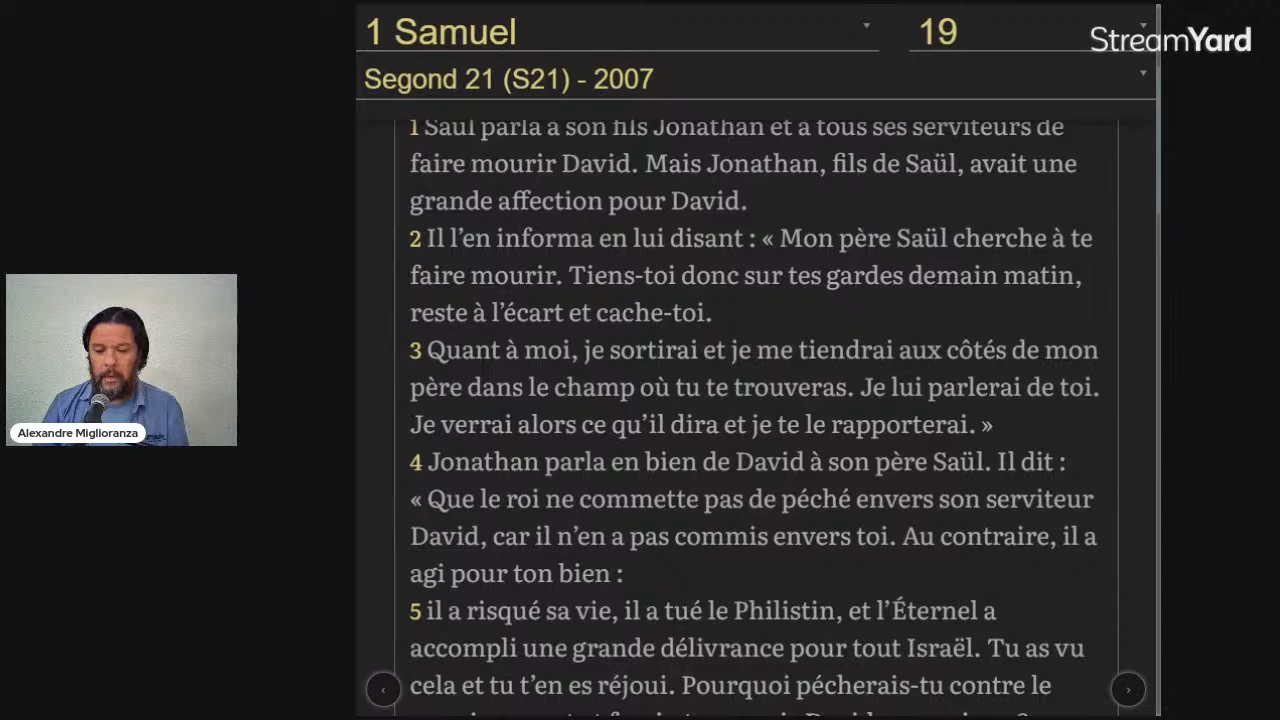 1 Samuel
19
StreamYard
Segond 21 (S21) - 2007
1 Saül parla à son fils Jonathan et à tous ses serviteurs de
faire mourir David. Mais Jonathan, fils de Saül, avait une
grande affection pour David.
2 Il l’en informa en lui disant : « Mon père Saül cherche à te
faire mourir. Tiens-toi donc sur tes gardes demain matin,
reste à l’écart et cache-toi.
3 Quant à moi, je sortirai et je me tiendrai aux côtés de mon
père dans le champ où tu te trouveras. Je lui parlerai de toi.
Je verrai alors ce qu’il dira et je te le rapporterai. »
4 Jonathan parla en bien de David à son père Saül. Il dit :
« Que le roi ne commette pas de péché envers son serviteur
David, car il n’en a pas commis envers toi. Au contraire, il a
agi pour ton bien :
5 il a risqué sa vie, il a tué le Philistin, et l’Éternel a
accompli une grande délivrance pour tout Israël. Tu as vu
cela et tu t’en es réjoui. Pourquoi pécherais-tu contre le
Alexandre Miglioranza